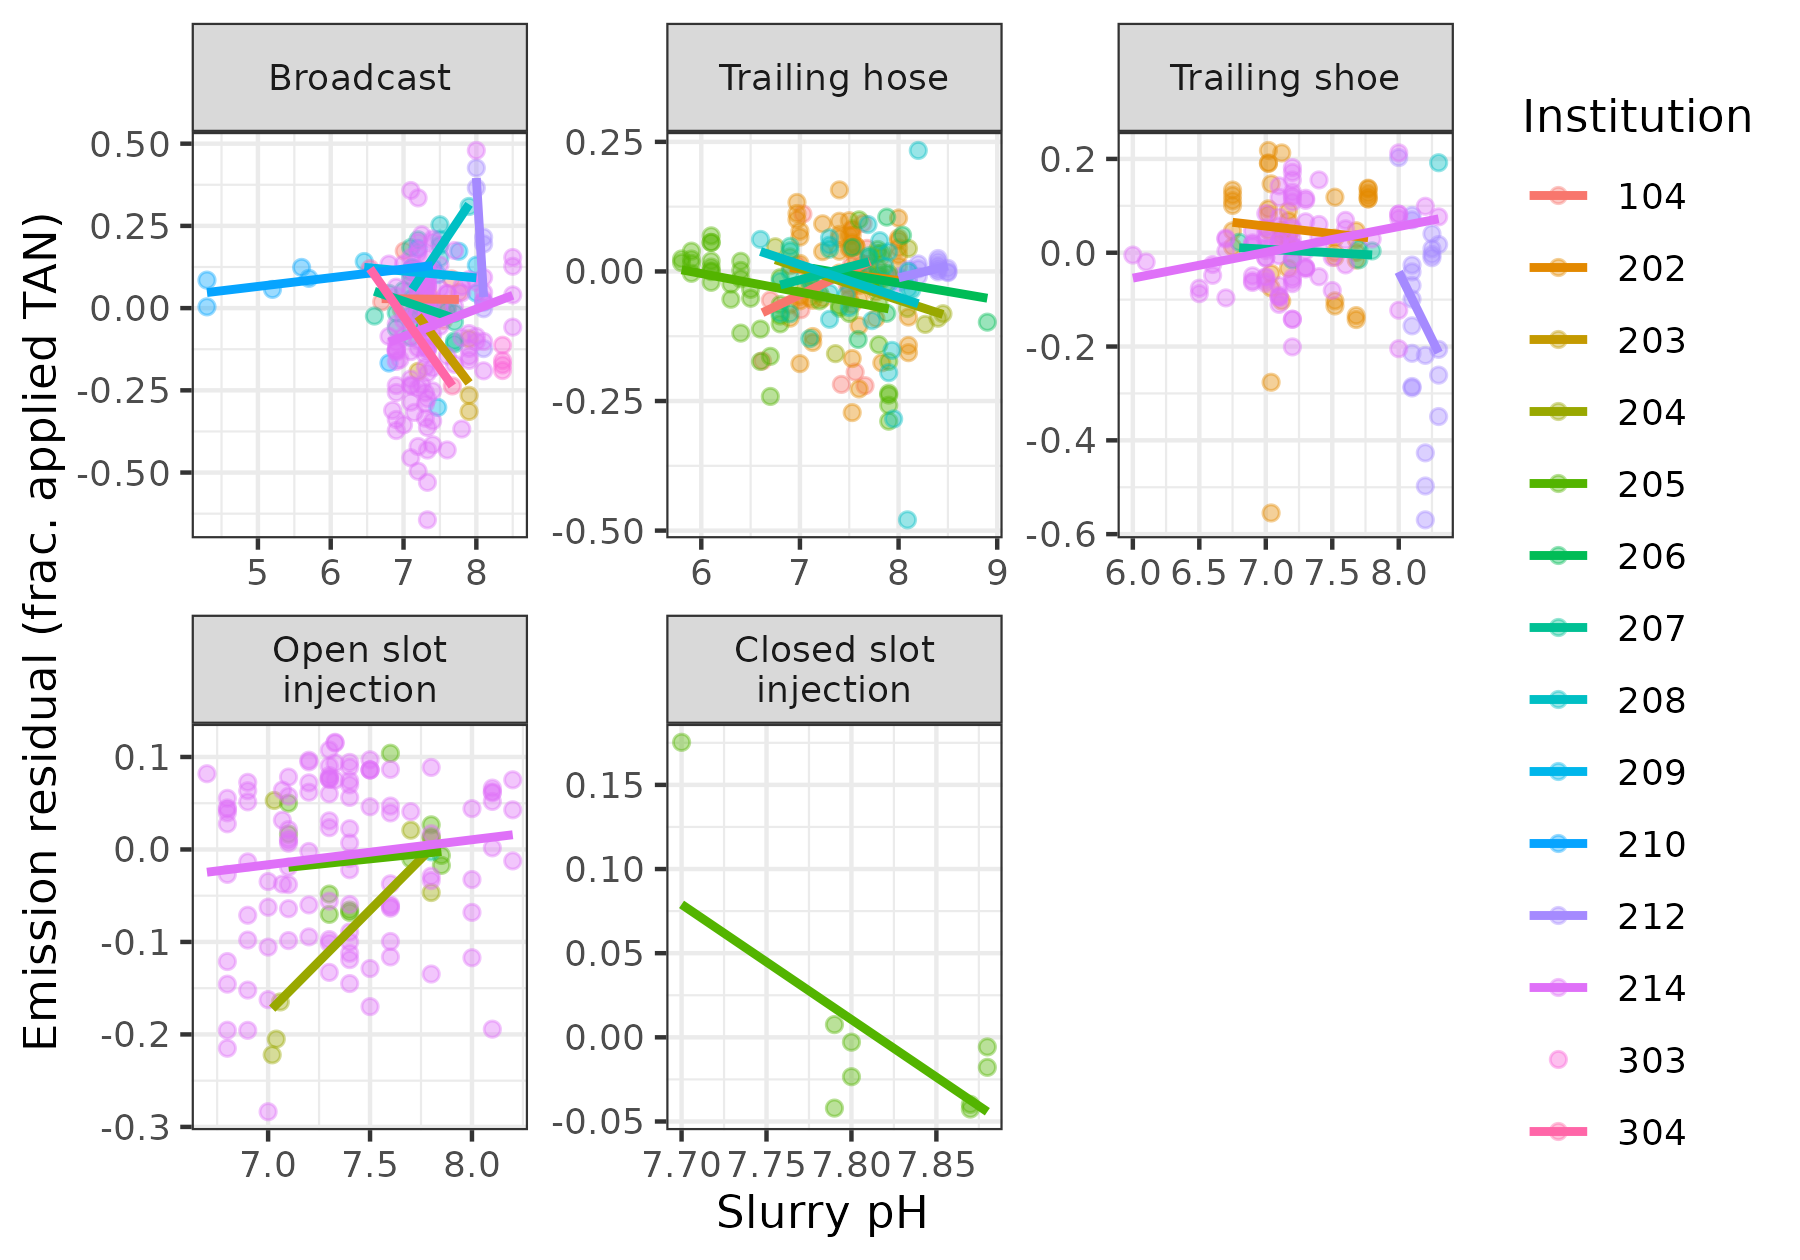 Broadcast
Trailing hose
Trailing shoe
0.50
0.25
0.00
-0.25
-0.50
5 6 7 8
0.25
0.00
-0.25
-0.50
6 7 8 9
0.2
0.0
-0.2
-0.4
-0.6
6.0 6.5 7.0 7.5 8.0
Open slot
injection
Closed slot
injection
0.1
0.0
-0.1
-0.2
-0.3
7.0 7.5 8.0
0.15
0.10
0.05
0.00
-0.05
7.70 7.75 7.80 7.85
Slurry pH
Emission residual (frac. applied TAN)
Institution
104
202
203
204
205
206
207
208
209
210
212
214
303
304